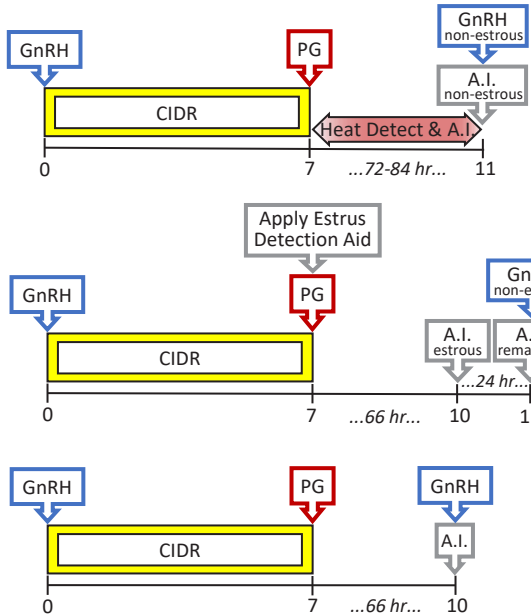 GnRH
PG
GnRH
non-estrous
A.I.
non-estrous
CIDR
Heat Detect & A.I.
0
7
...72-84 hr...
11
Apply Estrus
Detection Aid
GnRH
PG
A.I.
estrous
A.
CIDR
...24 hr...
0
7
...66 hr...
10
1
GnRH
PG
GnRH
CIDR
A.I.
0
7
...66 hr...
10